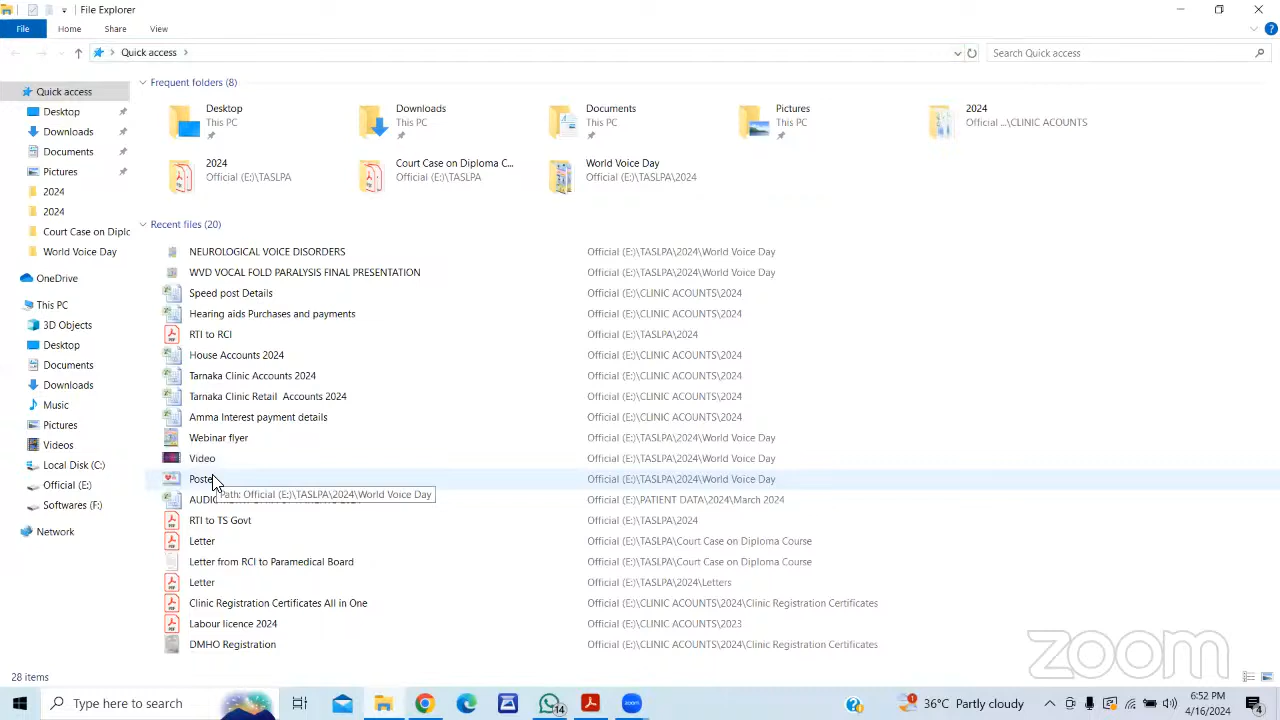 File Explorer
File Home Share View
Quick access
Search Quick access
Quick access
Desktop
Downloads
Documents
Pictures
2024
2024
Court Case on Diplo
World Voice Day
OneDrive
This PC
3D Objects
Desktop
Documents
Downloads
Music
Pictures
Videos
Local Disk (C:)
Official (E:)
Softwares (F:)
Network
Frequent folders (8)
Desktop
This PC
Downloads
This PC
Documents
This PC
Pictures
This PC
2024
Official ...\CLINIC ACOUNTS
2024
Official (E:)\TASLPA
Court Case on Diploma C...
Official (E:)\TASLPA
World Voice Day
Official (E:)\TASLPA\2024
Recent files (20)
NEUROLOGICAL VOICE DISORDERS Official (E:)\TASLPA\2024\World Voice Day
WVD VOCAL FOLD PARALYSIS FINAL PRESENTATION Official (E:)\TASLPA\2024\World Voice Day
Speed post Details Official (E:)\CLINIC ACOUNTS\2024
Hearing aids Purchases and payments Official (E:)\CLINIC ACOUNTS\2024
RTI to RCI Official (E:)\TASLPA\2024
House Accounts 2024 Official (E:)\CLINIC ACOUNTS\2024
Tarnaka Clinic Accounts 2024 Official (E:)\CLINIC ACOUNTS\2024
Tarnaka Clinic Retail Accounts 2024 Official (E:)\CLINIC ACOUNTS\2024
Amma Interest payment details Official (E:)\CLINIC ACOUNTS\2024
Webinar flyer Official (E:)\TASLPA\2024\World Voice Day
Video Official (E:)\TASLPA\2024\World Voice Day
Poste Official (E:)\TASLPA\2024\World Voice Day
Path: Official (E:)\TASLPA\2024\World Voice Day
AUDIO Official (E:)\PATIENT DATA\2024\March 2024
RTI to TS Govt Official (E:)\TASLPA\2024
Letter Official (E:)\TASLPA\Court Case on Diploma Course
Letter from RCI to Paramedical Board Official (E:)\TASLPA\Court Case on Diploma Course
Letter Official (E:)\TASLPA\2024\Letters
Clinic Registration Certificates All in One Official (E:)\CLINIC ACOUNTS\2024\Clinic Registration Certificates
Labour licence 2024 Official (E:)\CLINIC ACOUNTS\2023
DMHO Registration Official (E:)\CLINIC ACOUNTS\2024\Clinic Registration Certificates
zoom
28 items
Type here to search
14
zoom
1
36°C Partly cloudy
6:52 PM
4/16/2024
4